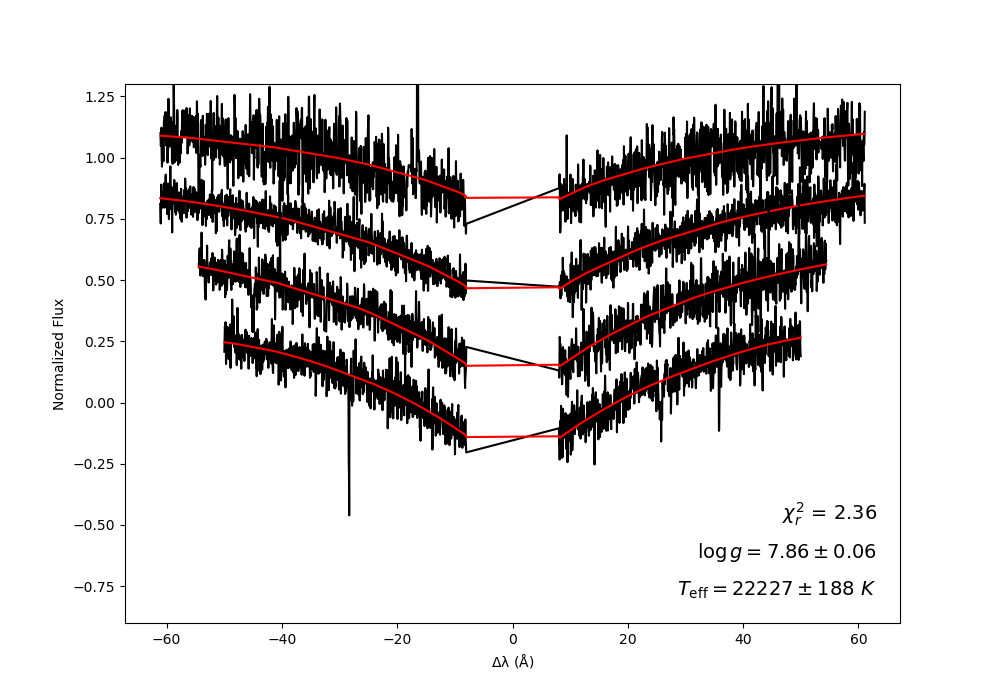 1.25
1.00
0.75
0.50
0.25
0.00
−0.25
−0.50
−0.75
Normalized Flux
χ²ᵣ = 2.36
log g = 7.86 ± 0.06
T_eff = 22227 ± 188 K
−60 −40 −20 0 20 40 60
Δλ (Å)